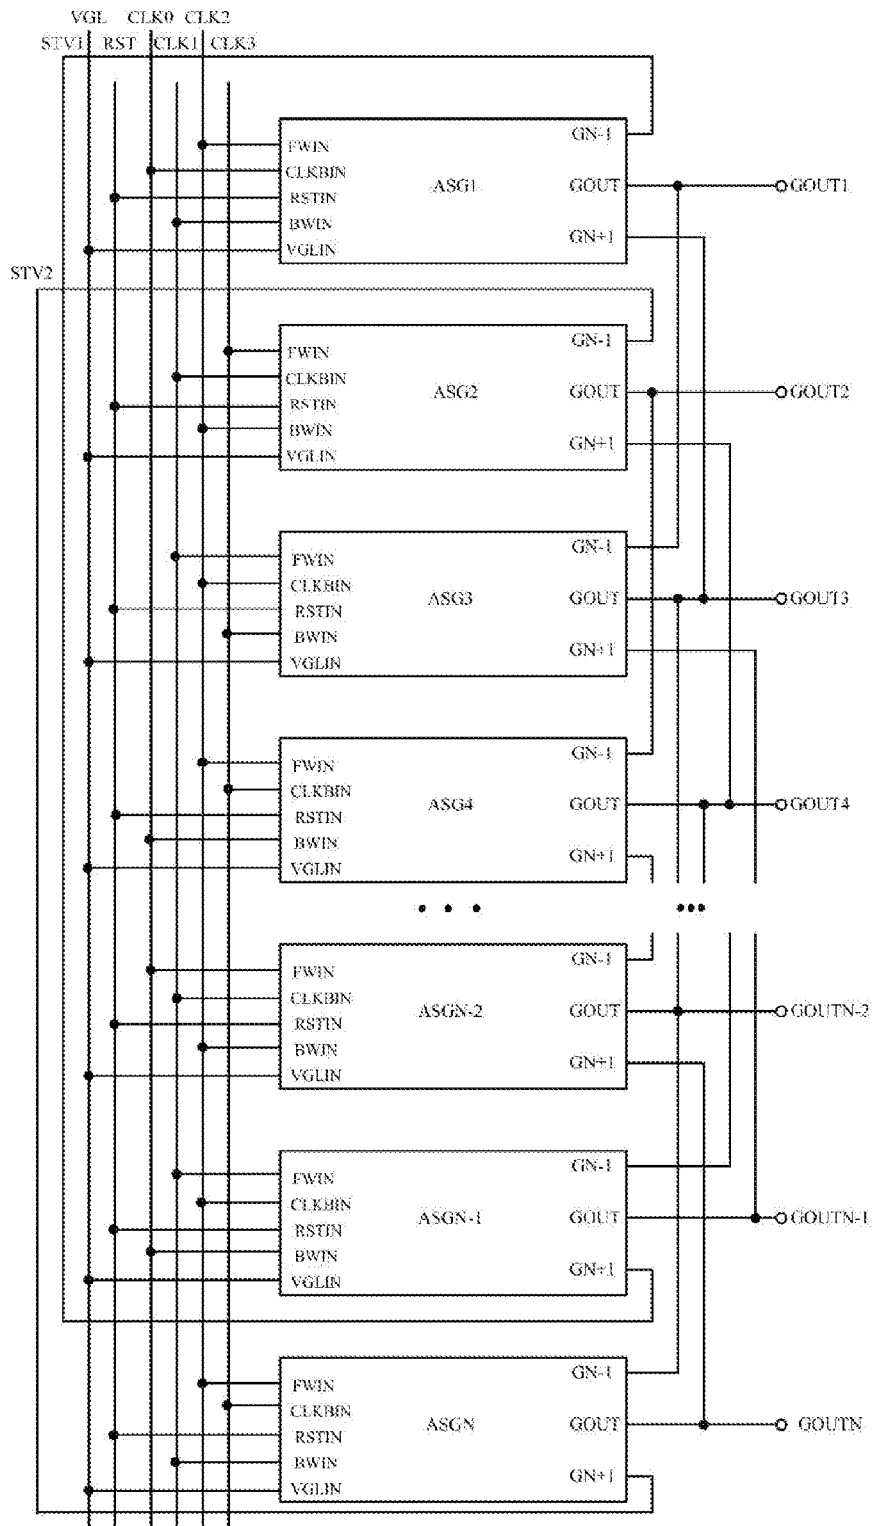 VGL CLK0 CLK2
STV1 RST CLK1 CLK3
GN-1
FWIN
CLKBIN
RSTIN
BWIN
VGLIN
ASG1
GOUT
GN+1
GOUT1
STV2
GN-1
FWIN
CLKBIN
RSTIN
BWIN
VGLIN
ASG2
GOUT
GN+1
GOUT2
GN-1
FWIN
CLKBIN
RSTIN
BWIN
VGLIN
ASG3
GOUT
GN+1
GOUT3
GN-1
FWIN
CLKBIN
RSTIN
BWIN
VGLIN
ASG4
GOUT
GN+1
GOUT4
GN-1
FWIN
CLKBIN
RSTIN
BWIN
VGLIN
ASGN-2
GOUT
GN+1
GOUTN-2
GN-1
FWIN
CLKBIN
RSTIN
BWIN
VGLIN
ASGN-1
GOUT
GN+1
GOUTN-1
GN-1
FWIN
CLKBIN
RSTIN
BWIN
VGLIN
ASGN
GOUT
GN+1
GOUTN